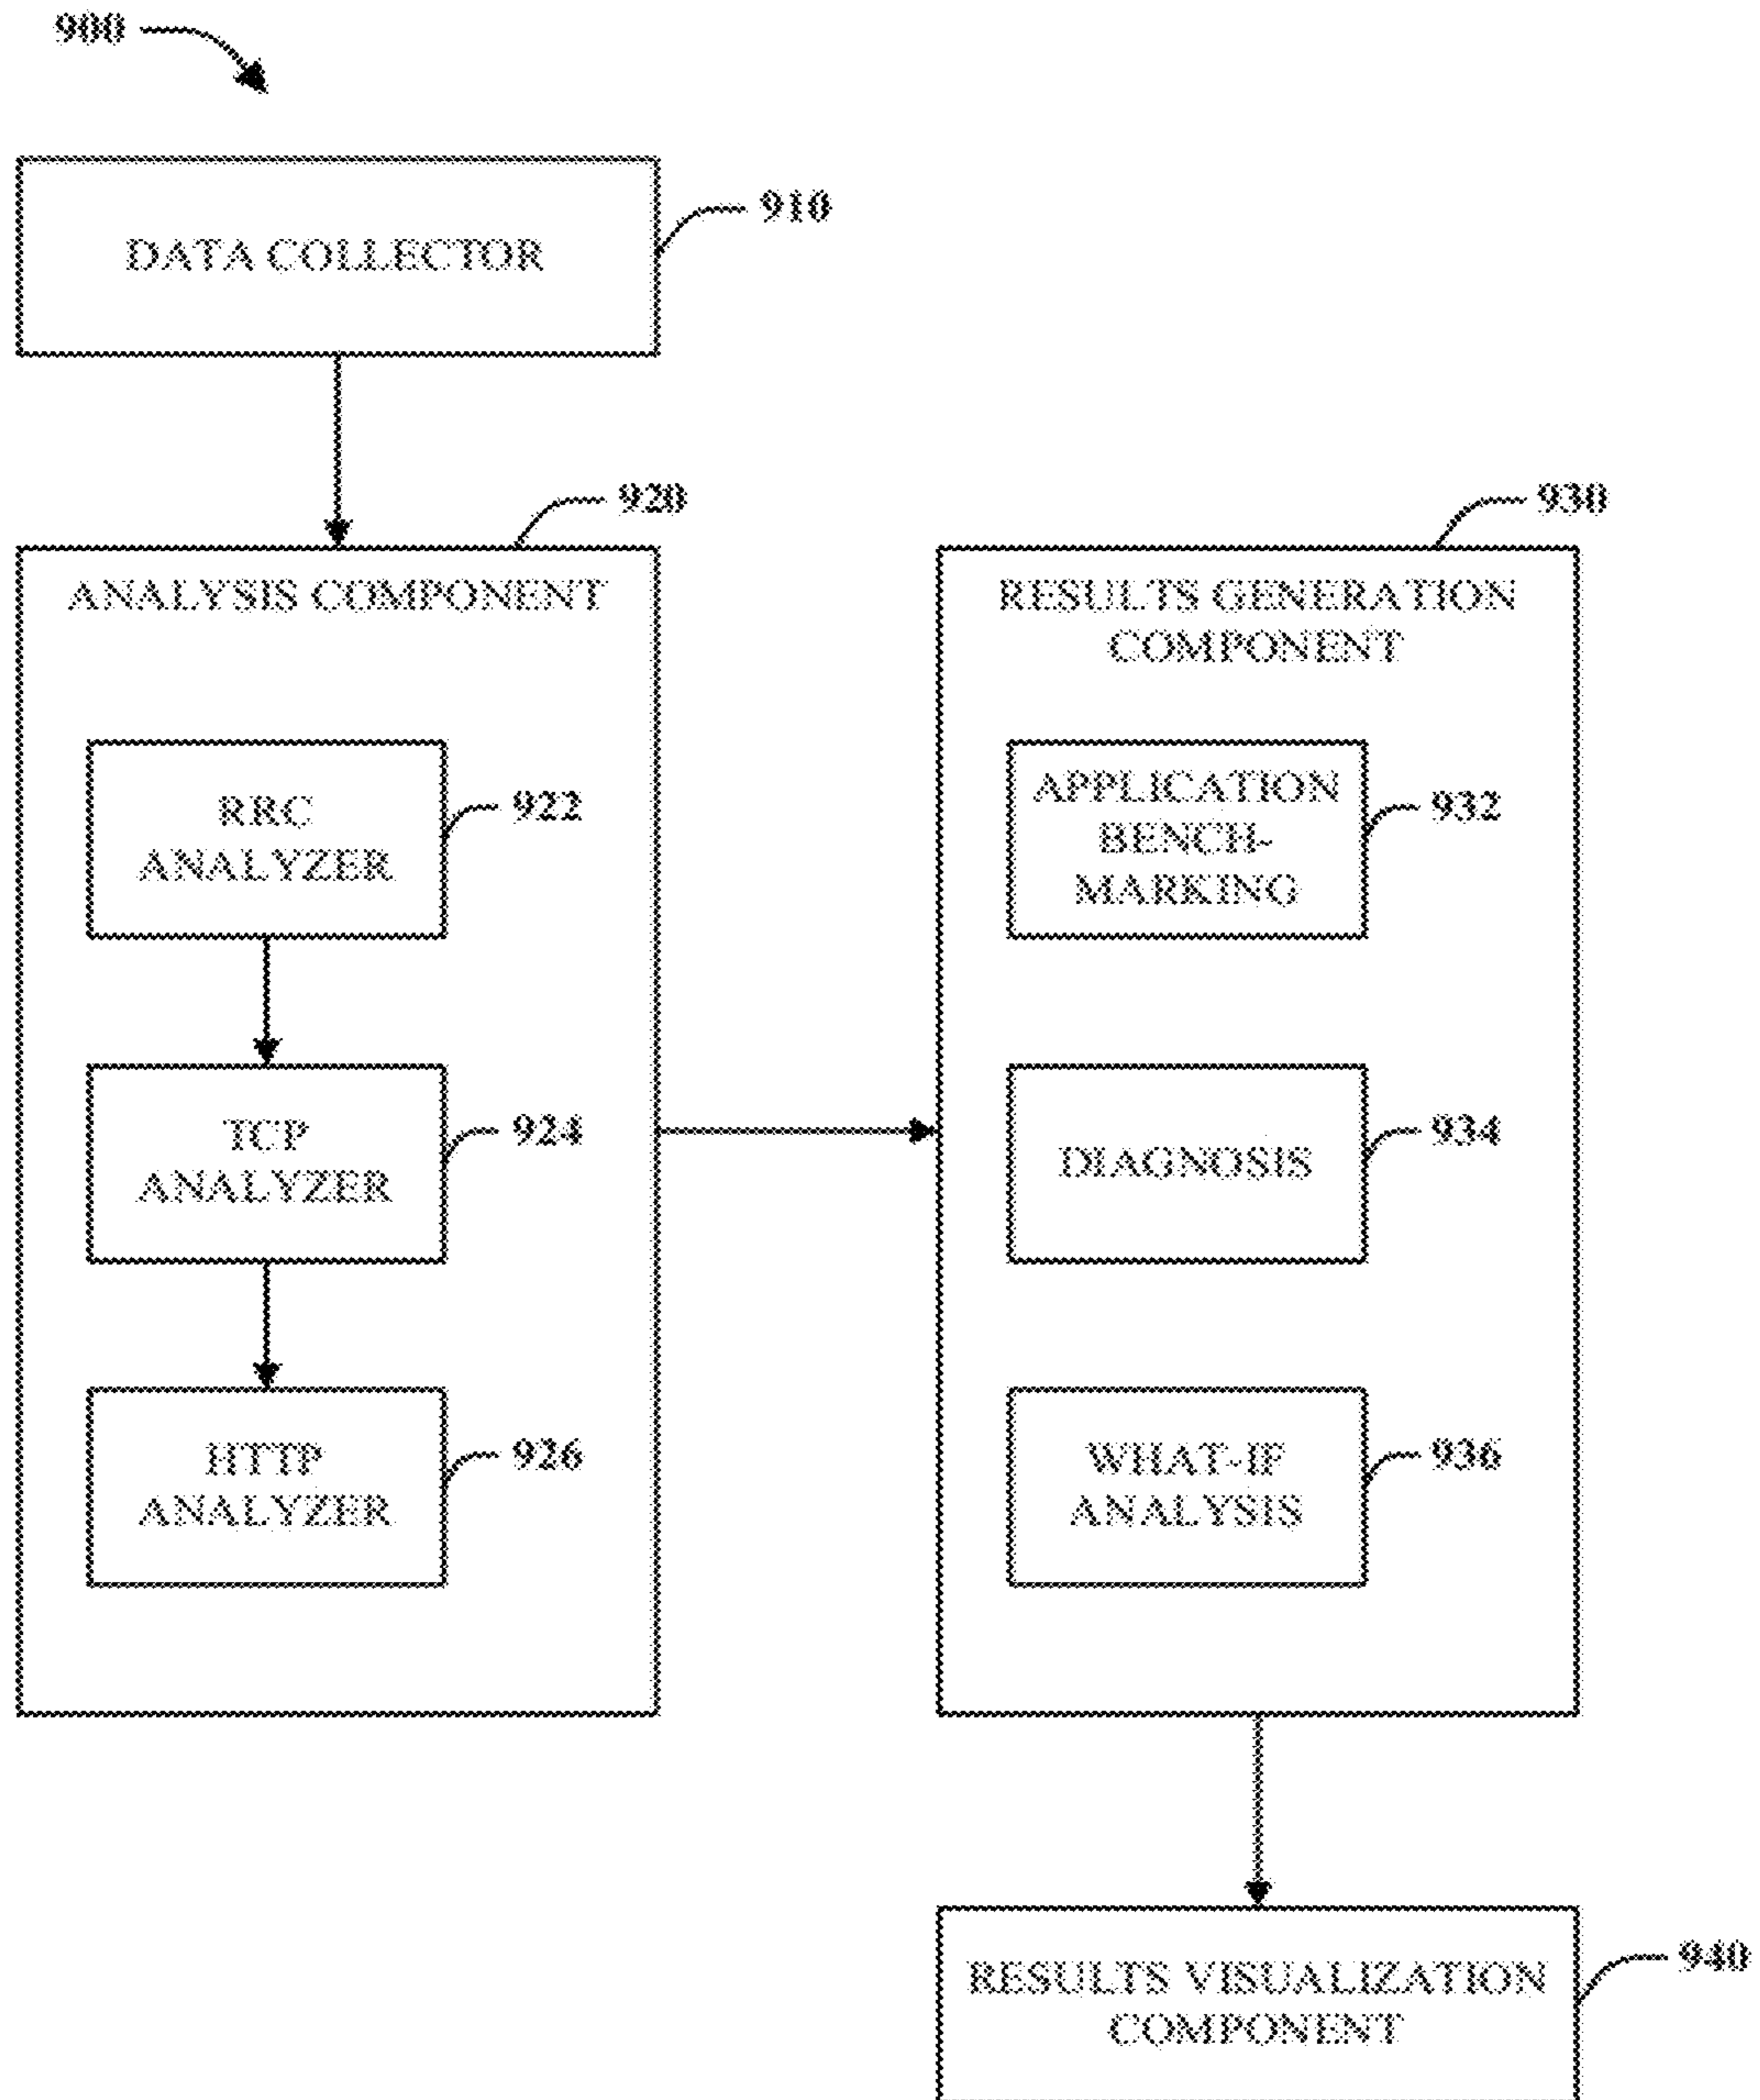 900
DATA COLLECTOR
910
920
ANALYSIS COMPONENT
RRC
ANALYZER
922
TCP
ANALYZER
924
HTTP
ANALYZER
926
930
RESULTS GENERATION
COMPONENT
APPLICATION
BENCH-
MARKING
932
DIAGNOSIS
934
WHAT-IF
ANALYSIS
936
RESULTS VISUALIZATION
COMPONENT
940